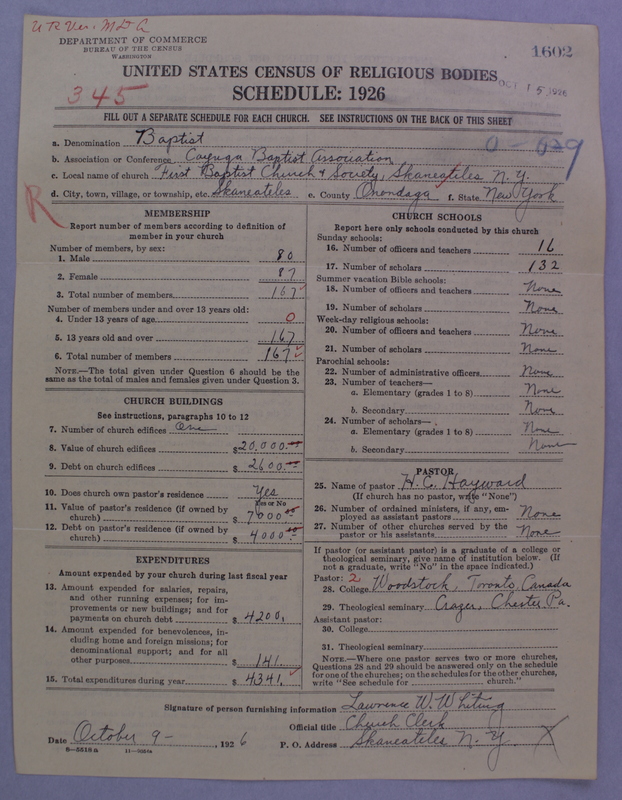 U R Ver. M D C
DEPARTMENT OF COMMERCE
BUREAU OF THE CENSUS
WASHINGTON
1602
UNITED STATES CENSUS OF RELIGIOUS BODIES
OCT 15 1926
345
SCHEDULE: 1926
FILL OUT A SEPARATE SCHEDULE FOR EACH CHURCH. SEE INSTRUCTIONS ON THE BACK OF THIS SHEET
a. Denomination Baptist
b. Association or Conference Cayuga Baptist Association
c. Local name of church First Baptist Church & Society, Skaneateles N. Y.
d. City, town, village, or township, etc. Skaneateles e. County Onondaga f. State New York
R
MEMBERSHIP
Report number of members according to definition of
member in your church
Number of members, by sex:
1. Male 80
2. Female 87
3. Total number of members 167
Number of members under and over 13 years old:
4. Under 13 years of age 0
5. 13 years old and over 167
6. Total number of members 167
NOTE.—The total given under Question 6 should be
same as the total of males and females given under Question 3.
CHURCH BUILDINGS
See instructions, paragraphs 10 to 12
7. Number of church edifices One
8. Value of church edifices $20,000.00
9. Debt on church edifices $2600.00
10. Does church own pastor's residence Yes
Yes or No
11. Value of pastor's residence (if owned by
church) $7000.00
12. Debt on pastor's residence (if owned by
church) $4000.00
EXPENDITURES
Amount expended by your church during last fiscal year
13. Amount expended for salaries, repairs,
and other running expenses; for im-
provements or new buildings; and for
payments on church debt $4200.
14. Amount expended for benevolences, in-
cluding home and foreign missions; for
denominational support; and for all
other purposes $141.
15. Total expenditures during year $4341.
CHURCH SCHOOLS
Report here only schools conducted by this church
Sunday schools:
16. Number of officers and teachers 16
17. Number of scholars 132
Summer vacation Bible schools:
18. Number of officers and teachers None
19. Number of scholars None
Week-day religious schools:
20. Number of officers and teachers None
21. Number of scholars None
Parochial schools:
22. Number of administrative officers None
23. Number of teachers—
a. Elementary (grades 1 to 8) None
b. Secondary None
24. Number of scholars—
a. Elementary (grades 1 to 8) None
b. Secondary None
PASTOR
25. Name of pastor H. C. Hayward
(If church has no pastor, write "None")
26. Number of ordained ministers, if any, em-
ployed as assistant pastors None
27. Number of other churches served by the
pastor or his assistants None
If pastor (or assistant pastor) is a graduate of a college or
theological seminary, give name of institution below. (If
not a graduate, write "No" in the space indicated.)
Pastor: 2
28. College Woodstock, Toronto Canada
29. Theological seminary Crozer, Chester Pa.
Assistant pastor:
30. College
31. Theological seminary
NOTE.—Where one pastor serves two or more churches,
Questions 28 and 29 should be answered only on the schedule
for one of the churches; on the schedules for the other churches,
write "See schedule for church."
Signature of person furnishing information Lawrence W. Whiting
Official title Church Clerk
Date October 9 - , 1926 P. O. Address Skaneateles N. Y.